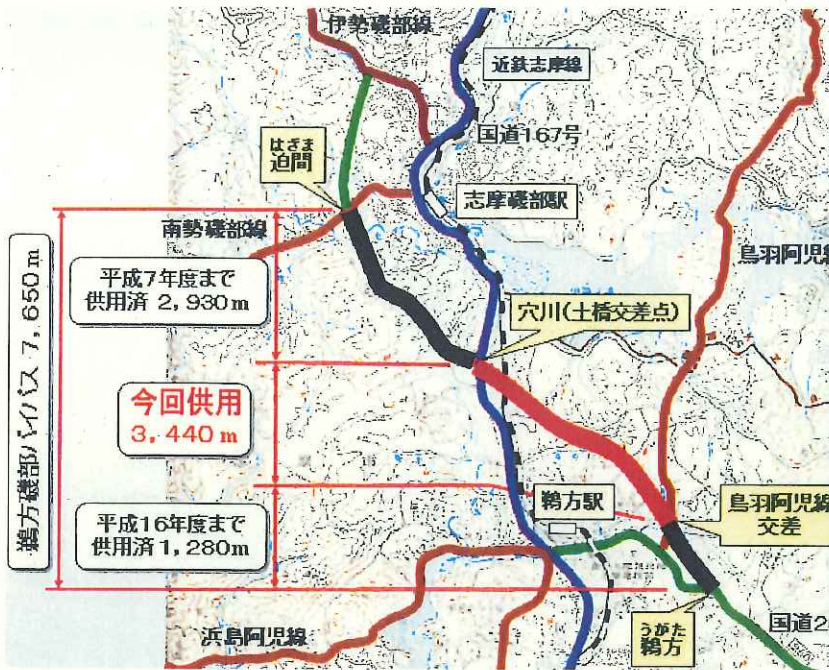 伊勢磯部線
近鉄志摩線
国道167号
はざま
迫間
志摩磯部駅
南勢磯部線
鳥羽阿児線
平成7年度まで
供用済 2,930m
穴川(土橋交差点)
鵜方磯部バイパス 7,650m
今回供用
3,440m
鵜方駅
鳥羽阿児線
交差
平成16年度まで
供用済1,280m
浜島阿児線
うがた
鵜方
国道2